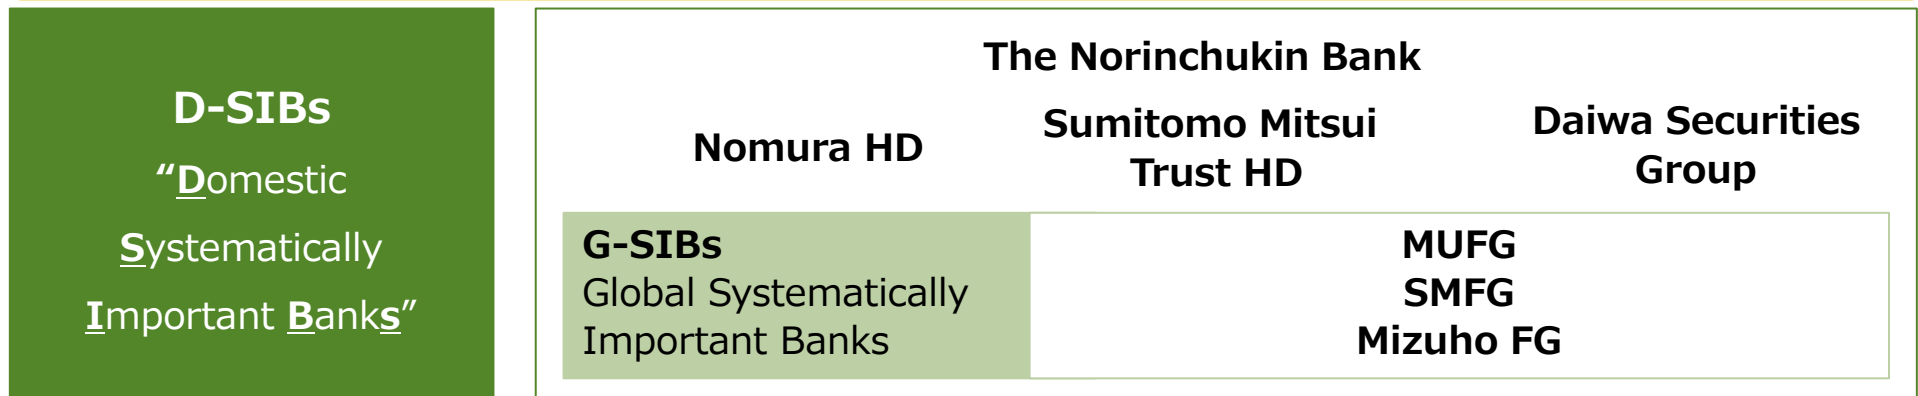 D-SIBs
“Domestic
Systematically
Important Banks”
The Norinchukin Bank
Nomura HD
Sumitomo Mitsui
Trust HD
Daiwa Securities
Group
G-SIBs
Global Systematically
Important Banks
MUFG
SMFG
Mizuho FG